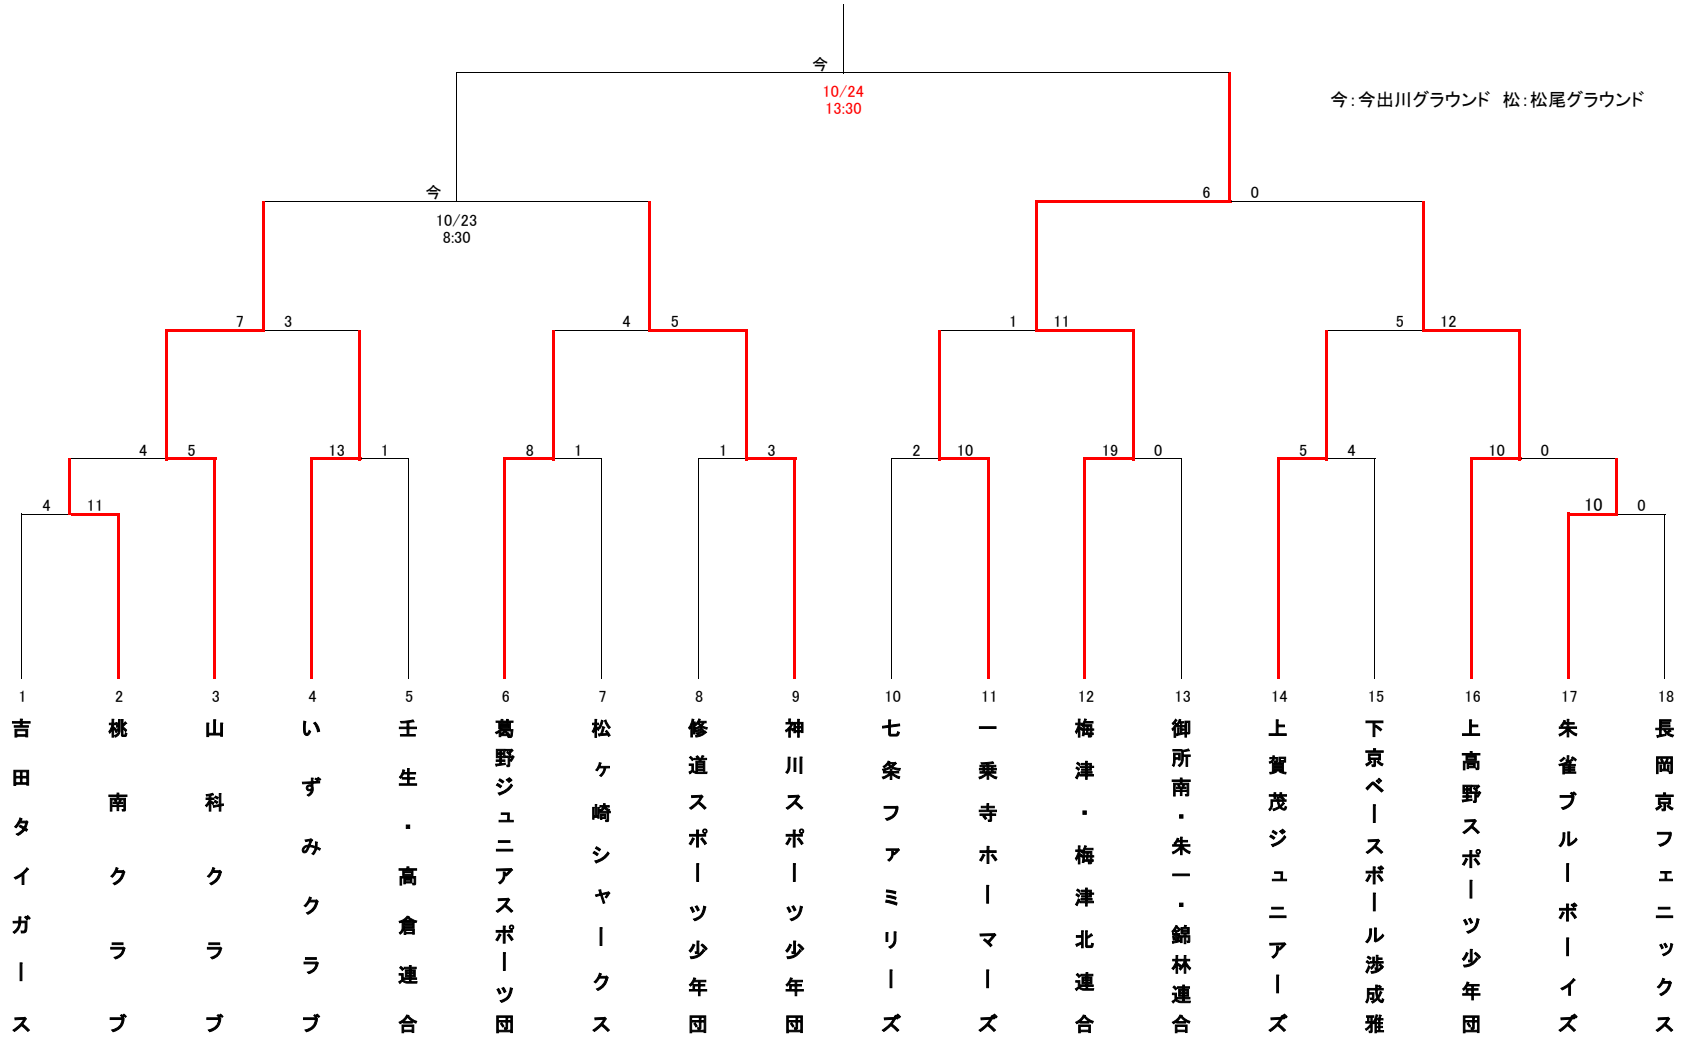 今
10/24
13:30
今：今出川グラウンド　松：松尾グラウンド
今
10/23
8:30
6 0
7 3
4 5
1 11
5 12
4 5
13 1
8 1
1 3
2 10
19 0
5 4
10 0
4 11
10 0
1 2 3 4 5 6 7 8 9 10 11 12 13 14 15 16 17 18
吉田タイガース
桃南クラブ
山科クラブ
いずみクラブ
壬生・高倉連合
葛野ジュニアスポーツ団
松ヶ崎シャークス
修道スポーツ少年団
神川スポーツ少年団
七条ファミリーズ
一乗寺ホーマーズ
梅津・梅津北連合
御所南・朱一・錦林連合
上賀茂ジュニアーズ
下京ベースボール渉成雅
上高野スポーツ少年団
朱雀ブルーボーイズ
長岡京フェニックス